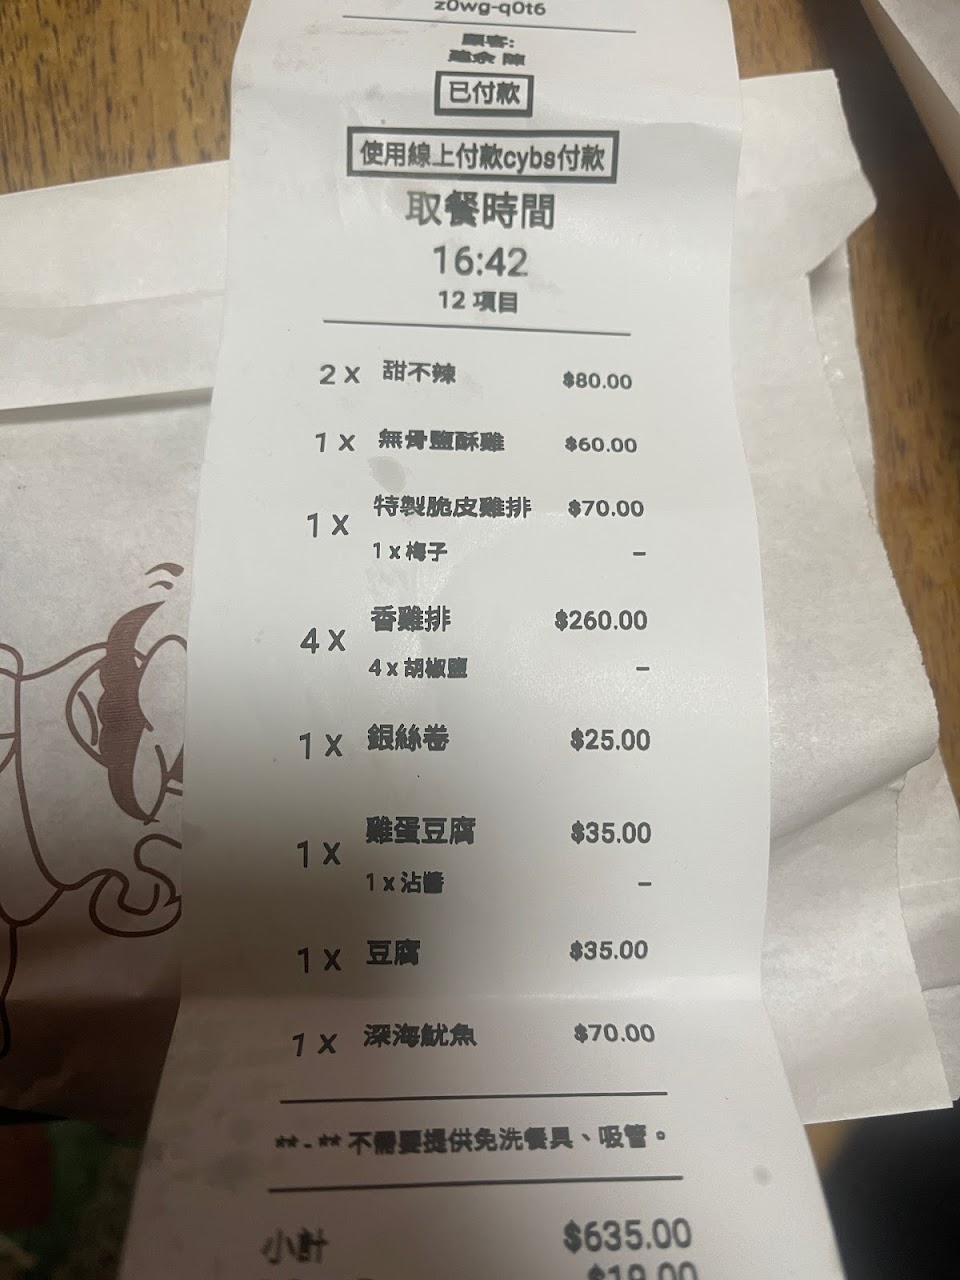 z0wg-q0t6
顧客:
已付款
使用線上付款cybs付款
取餐時間
16:42
12 項目
2 x 甜不辣 $80.00
1 x 無骨鹽酥雞 $60.00
1 x 特製脆皮雞排 $70.00
1 x 梅子 –
4 x 香雞排 $260.00
4 x 胡椒鹽 –
1 x 銀絲卷 $25.00
1 x 雞蛋豆腐 $35.00
1 x 沾醬 –
1 x 豆腐 $35.00
1 x 深海魷魚 $70.00
不需要提供免洗餐具、吸管。
小計 $635.00
$19.00